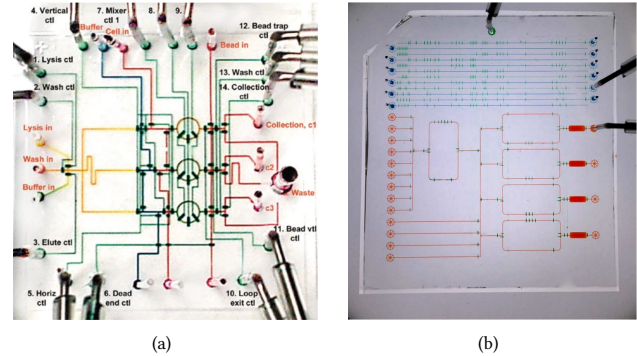 4. Vertical
ctl
7. Mixer
ctl 1
8.
9.
12. Bead trap
ctl
Buffer
Cell in
Bead in
1. Lysis ctl
13. Wash ctl
2. Wash ctl
14. Collection
ctl
Lysis in
Collection, c1
Wash in
c2
Buffer in
Waste
c3
3. Elute ctl
11. Bead vtl
ctl
5. Horiz
ctl
6. Dead
end ctl
10. Loop
exit ctl
(a)
(b)